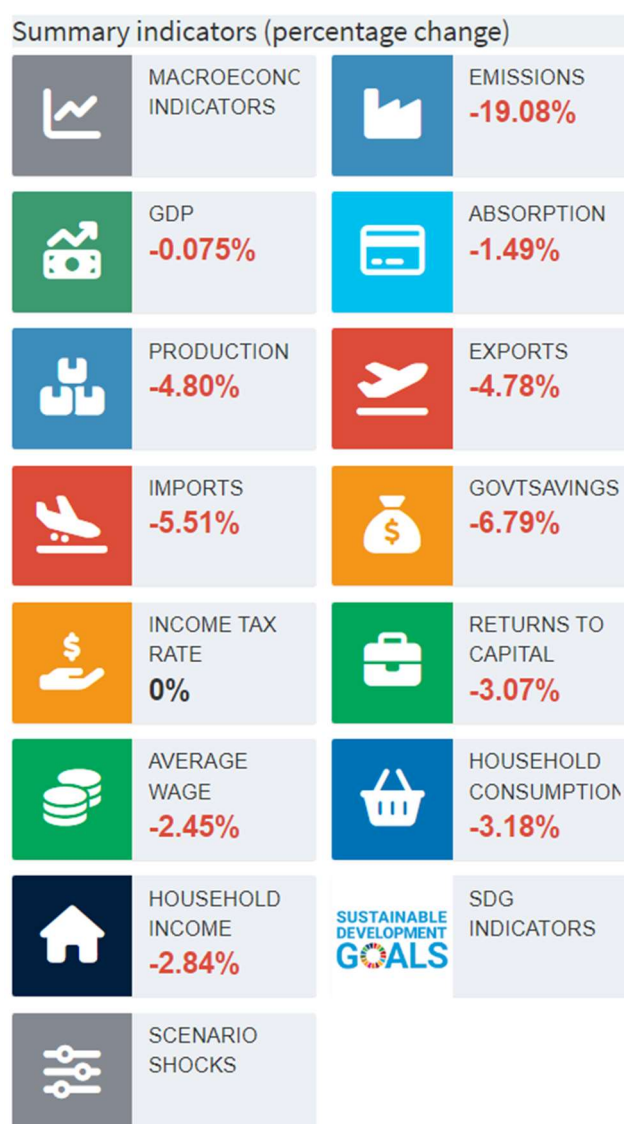 Summary indicators (percentage change)
MACROECONC
INDICATORS
EMISSIONS
-19.08%
GDP
-0.075%
ABSORPTION
-1.49%
PRODUCTION
-4.80%
EXPORTS
-4.78%
IMPORTS
-5.51%
GOVTSAVINGS
-6.79%
INCOME TAX
RATE
0%
RETURNS TO
CAPITAL
-3.07%
AVERAGE
WAGE
-2.45%
HOUSEHOLD
CONSUMPTION
-3.18%
HOUSEHOLD
INCOME
-2.84%
SUSTAINABLE
DEVELOPMENT
GOALS
SDG
INDICATORS
SCENARIO
SHOCKS